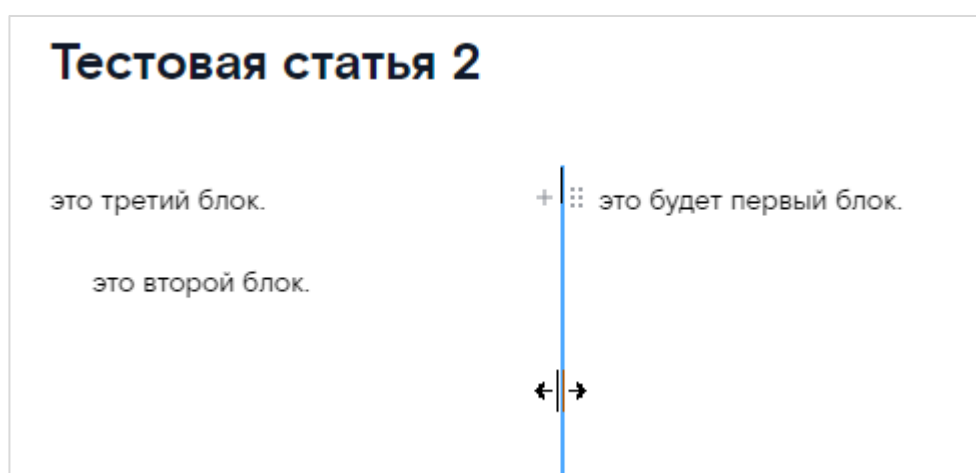 Тестовая статья 2
это третий блок.
это будет первый блок.
это второй блок.